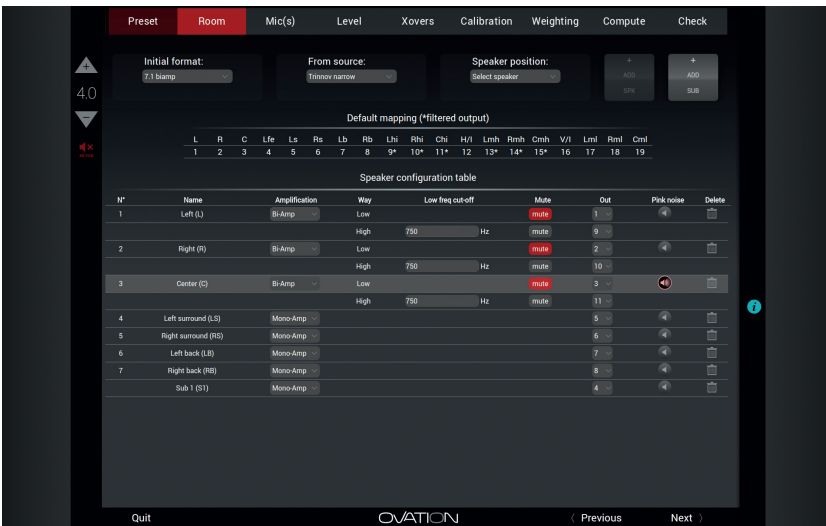 Preset Room Mic(s) Level Xovers Calibration Weighting Compute Check
Initial format: From source: Speaker position:
7.1 biamp Trinnov narrow Select speaker
+ ADD SPK + ADD SUB
4.0
Default mapping (*filtered output)
L R C Lfe Ls Rs Lb Rb Lhi Rhi Chi H/I Lmh Rmh Cmh V/I Lml Rml Cml
1 2 3 4 5 6 7 8 9* 10* 11* 12 13* 14* 15* 16 17 18 19
Speaker configuration table
N° Name Amplification Way Low freq cut-off Mute Out Pink noise Delete
1 Left (L) Bi-Amp Low mute 1
High 750 Hz mute 9
2 Right (R) Bi-Amp Low mute 2
High 750 Hz mute 10
3 Center (C) Bi-Amp Low mute 3
High 750 Hz mute 11
4 Left surround (LS) Mono-Amp 5
5 Right surround (RS) Mono-Amp 6
6 Left back (LB) Mono-Amp 7
7 Right back (RB) Mono-Amp 8
Sub 1 (S1) Mono-Amp 4
Quit OVATION Previous Next